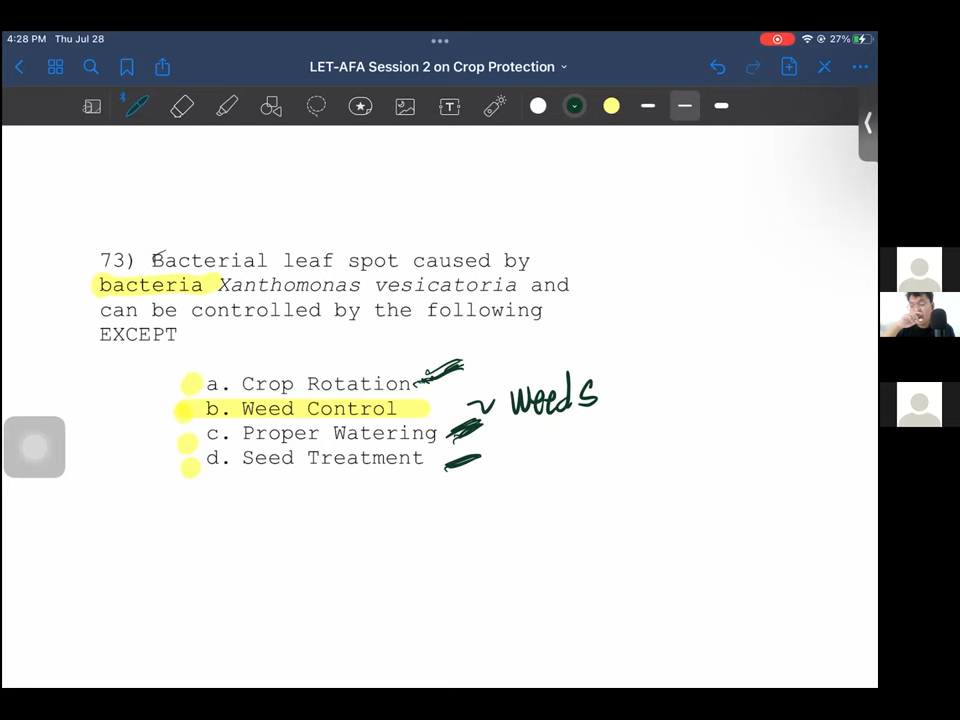 4:28 PM Thu Jul 28
27%
LET-AFA Session 2 on Crop Protection
73) Bacterial leaf spot caused by
bacteria Xanthomonas vesicatoria and
can be controlled by the following
EXCEPT
a. Crop Rotation
b. Weed Control
weeds
c. Proper Watering
d. Seed Treatment